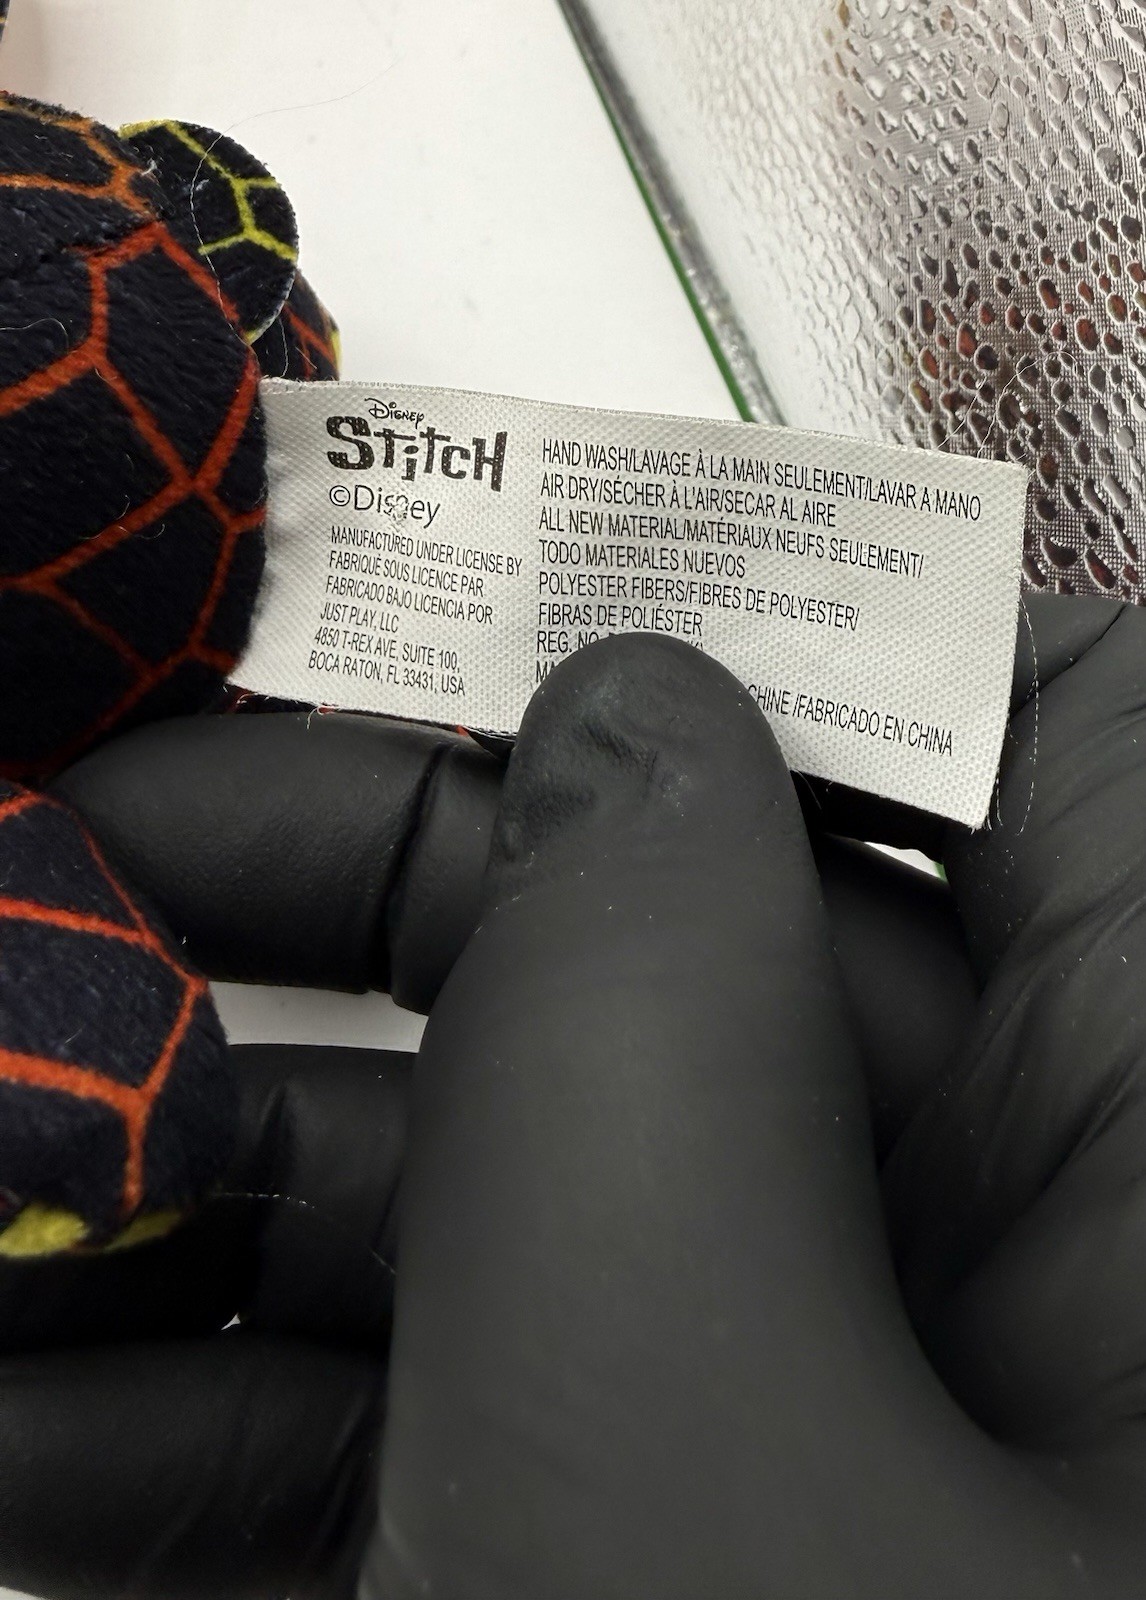 Disney
Stitch
©Disney
MANUFACTURED UNDER LICENSE BY
FABRIQUÉ SOUS LICENCE PAR
FABRICADO BAJO LICENCIA POR
JUST PLAY, LLC
4850 T-REX AVE, SUITE 100,
BOCA RATON, FL 33431, USA
HAND WASH/LAVAGE À LA MAIN SEULEMENT/LAVAR A MANO
AIR DRY/SÉCHER À L'AIR/SECAR AL AIRE
ALL NEW MATERIAL/MATÉRIAUX NEUFS SEULEMENT/
TODO MATERIALES NUEVOS
POLYESTER FIBERS/FIBRES DE POLYESTER/
FIBRAS DE POLIÉSTER
REG.
/FABRICADO EN CHINA